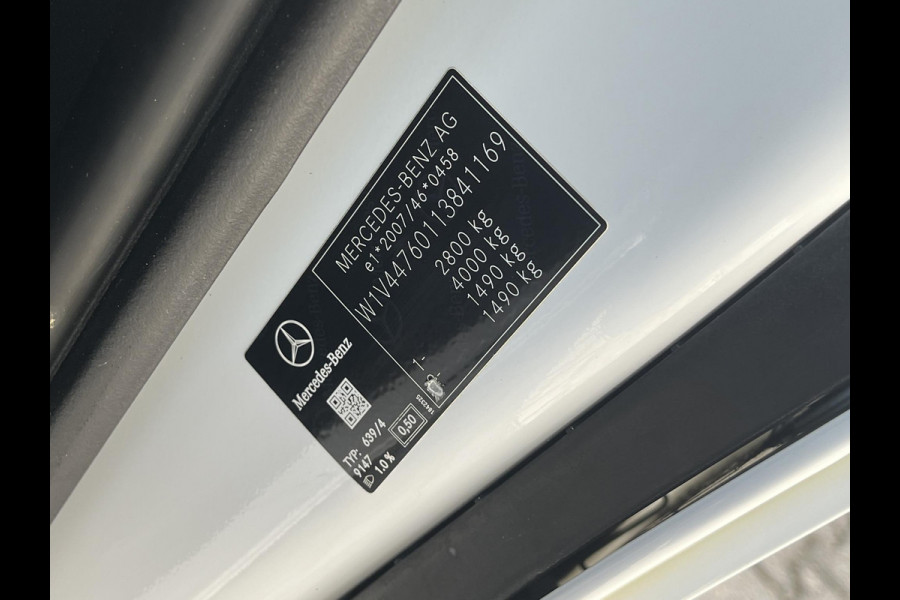 MERCEDES-BENZ AG
e1*2007/46*0458
W1V44760113841169
2800 kg
4000 kg
1- 1490 kg
2- 1490 kg
Mercedes-Benz
TYP: 639/4
9147
1.0%
0,50